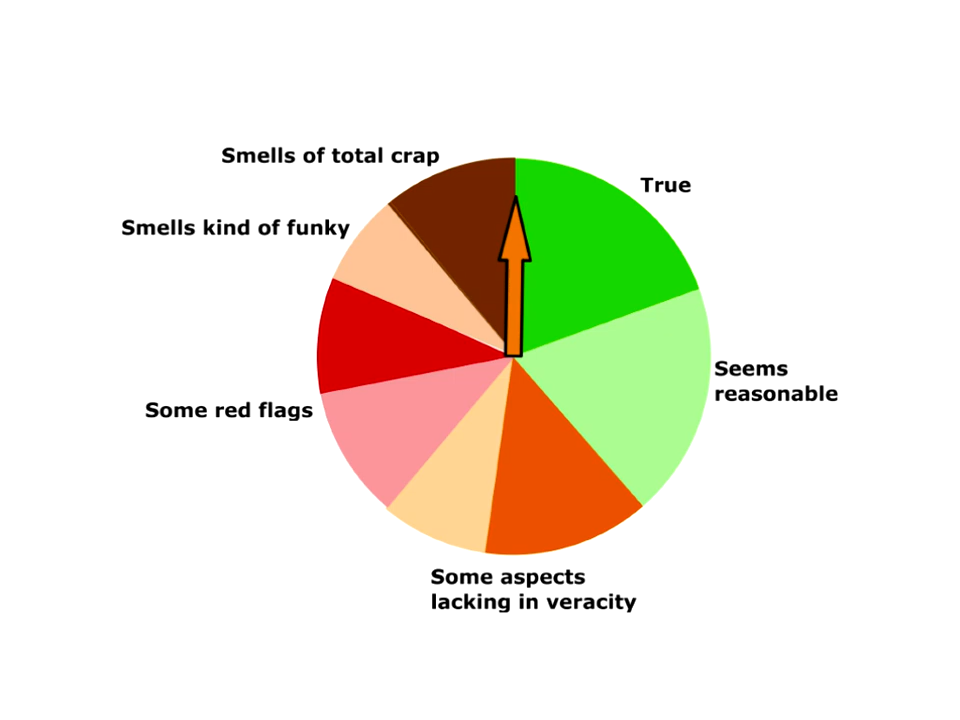 Smells of total crap
True
Smells kind of funky
Seems
reasonable
Some red flags
Some aspects
lacking in veracity